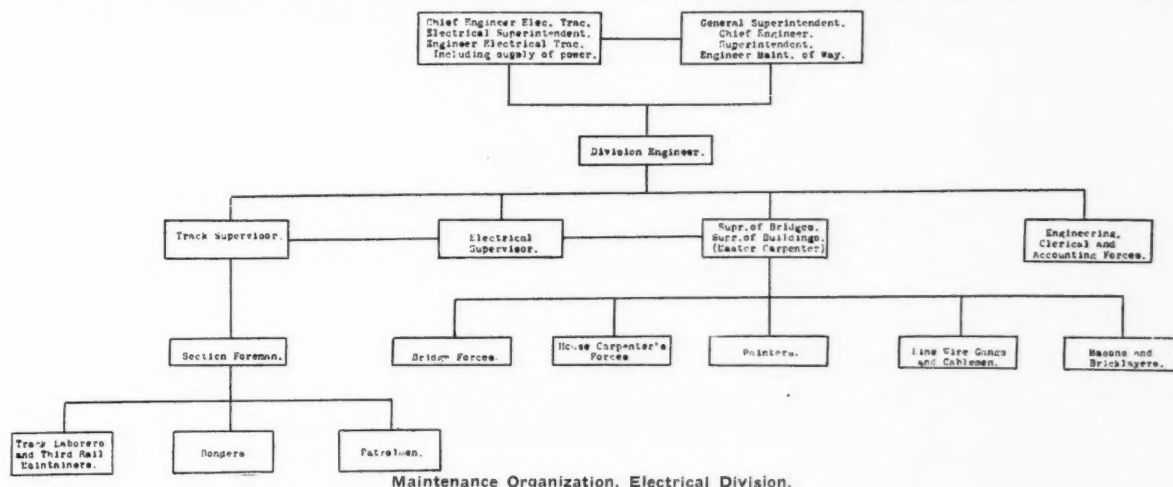 Chief Engineer Elec. Trac.
Electrical Superintendent.
Engineer Electrical Trac.
Including supply of power.
General Superintendent.
Chief Engineer.
Superintendent.
Engineer Maint. of Way.
Division Engineer.
Track Supervisor.
Electrical
Supervisor.
Supr. of Bridges.
Supr. of Buildings.
(Master Carpenter)
Engineering,
Clerical and
Accounting Forces.
Section Foreman.
Bridge Forces.
House Carpenter's
Forces
Painters.
Line Wire Gangs
and Cablemen.
Masons and
Bricklayers.
Track Laborers
and Third Rail
Maintainers.
Bonders
Patrolmen.
Maintenance Organization, Electrical Division.